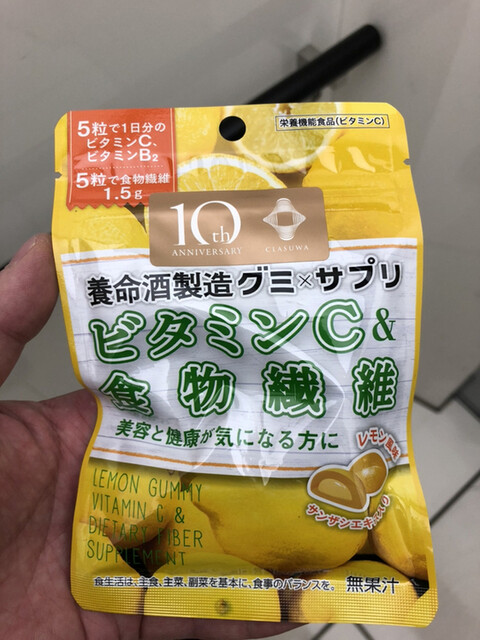 栄養機能食品(ビタミンC)
5粒で1日分の
ビタミンC、
ビタミンB2
5粒で食物繊維
1.5g
10th
ANNIVERSARY
CLASUWA
養命酒製造 グミ×サプリ
ビタミンC&
食物繊維
美容と健康が気になる方に
レモン風味
サンザシエキス入り
LEMON GUMMY
VITAMIN C &
DIETARY FIBER
SUPPLEMENT
食生活は、主食、主菜、副菜を基本に、食事のバランスを。
無果汁